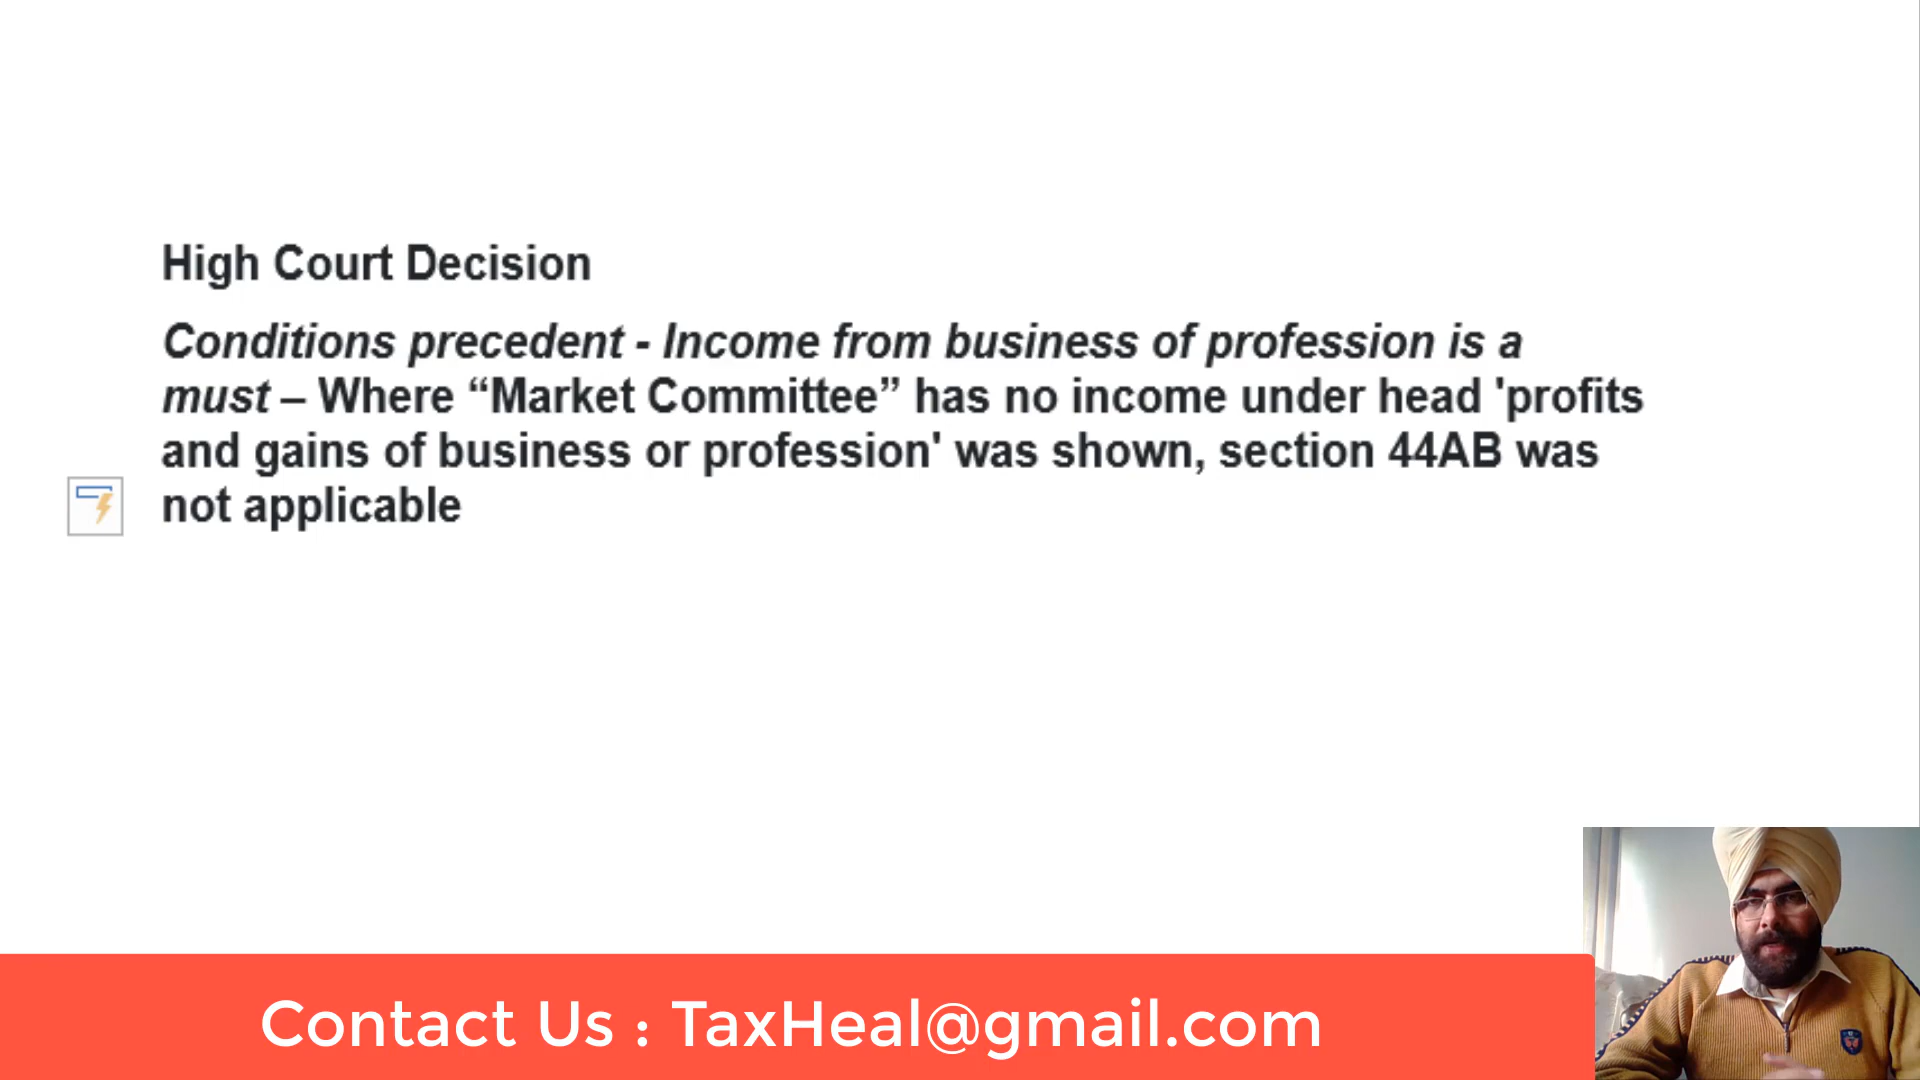 High Court Decision
Conditions precedent - Income from business of profession is a
must – Where “Market Committee” has no income under head 'profits
and gains of business or profession' was shown, section 44AB was
not applicable
Contact Us : TaxHeal@gmail.com